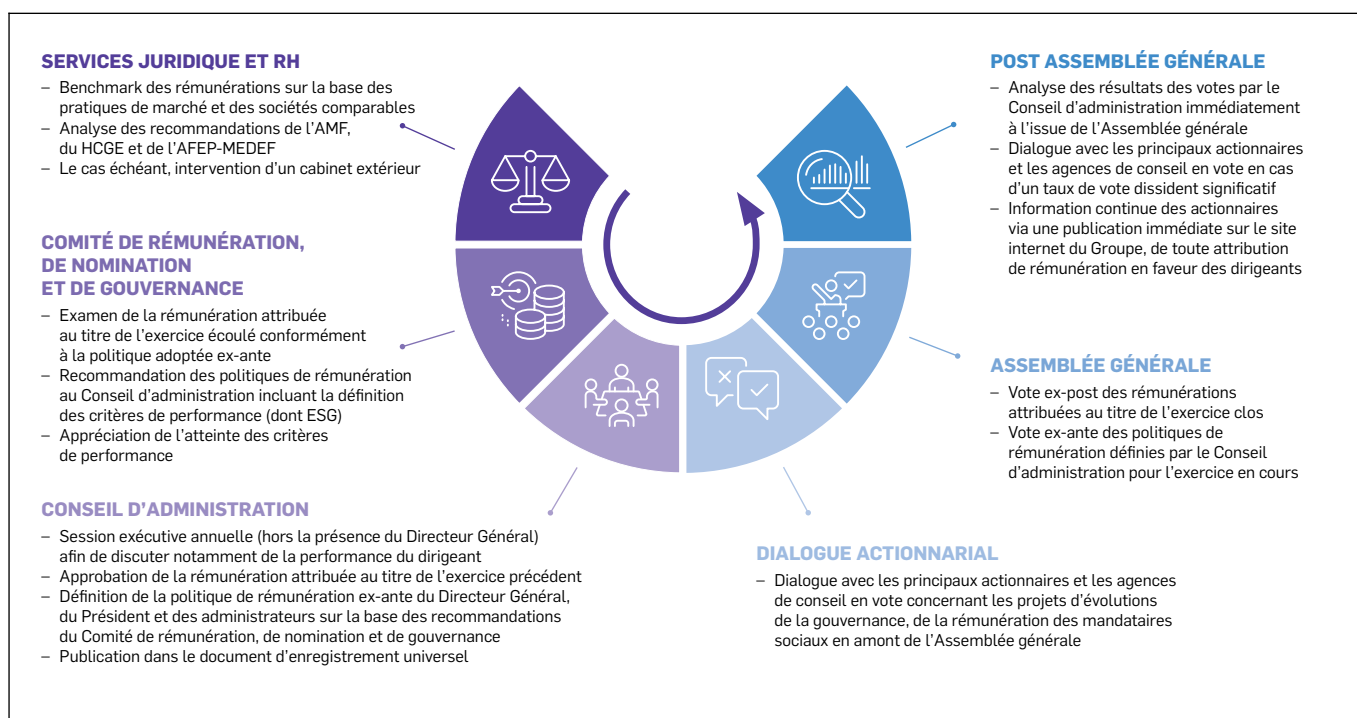 SERVICES JURIDIQUE ET RH
– Benchmark des rémunérations sur la base des
pratiques de marché et des sociétés comparables
– Analyse des recommandations de l’AMF,
du HCGE et de l’AFEP-MEDEF
– Le cas échéant, intervention d’un cabinet extérieur
COMITÉ DE RÉMUNÉRATION,
DE NOMINATION
ET DE GOUVERNANCE
– Examen de la rémunération attribuée
au titre de l’exercice écoulé conformément
à la politique adoptée ex-ante
– Recommandation des politiques de rémunération
au Conseil d’administration incluant la définition
des critères de performance (dont ESG)
– Appréciation de l’atteinte des critères
de performance
CONSEIL D’ADMINISTRATION
– Session exécutive annuelle (hors la présence du Directeur Général)
afin de discuter notamment de la performance du dirigeant
– Approbation de la rémunération attribuée au titre de l’exercice précédent
– Définition de la politique de rémunération ex-ante du Directeur Général,
du Président et des administrateurs sur la base des recommandations
du Comité de rémunération, de nomination et de gouvernance
– Publication dans le document d’enregistrement universel
DIALOGUE ACTIONNARIAL
– Dialogue avec les principaux actionnaires et les agences
de conseil en vote concernant les projets d’évolutions
de la gouvernance, de la rémunération des mandataires
sociaux en amont de l’Assemblée générale
ASSEMBLÉE GÉNÉRALE
– Vote ex-post des rémunérations
attribuées au titre de l’exercice clos
– Vote ex-ante des politiques de
rémunération définies par le Conseil
d’administration pour l’exercice en cours
POST ASSEMBLÉE GÉNÉRALE
– Analyse des résultats des votes par le
Conseil d’administration immédiatement
à l’issue de l’Assemblée générale
– Dialogue avec les principaux actionnaires
et les agences de conseil en vote en cas
d’un taux de vote dissident significatif
– Information continue des actionnaires
via une publication immédiate sur le site
internet du Groupe, de toute attribution
de rémunération en faveur des dirigeants